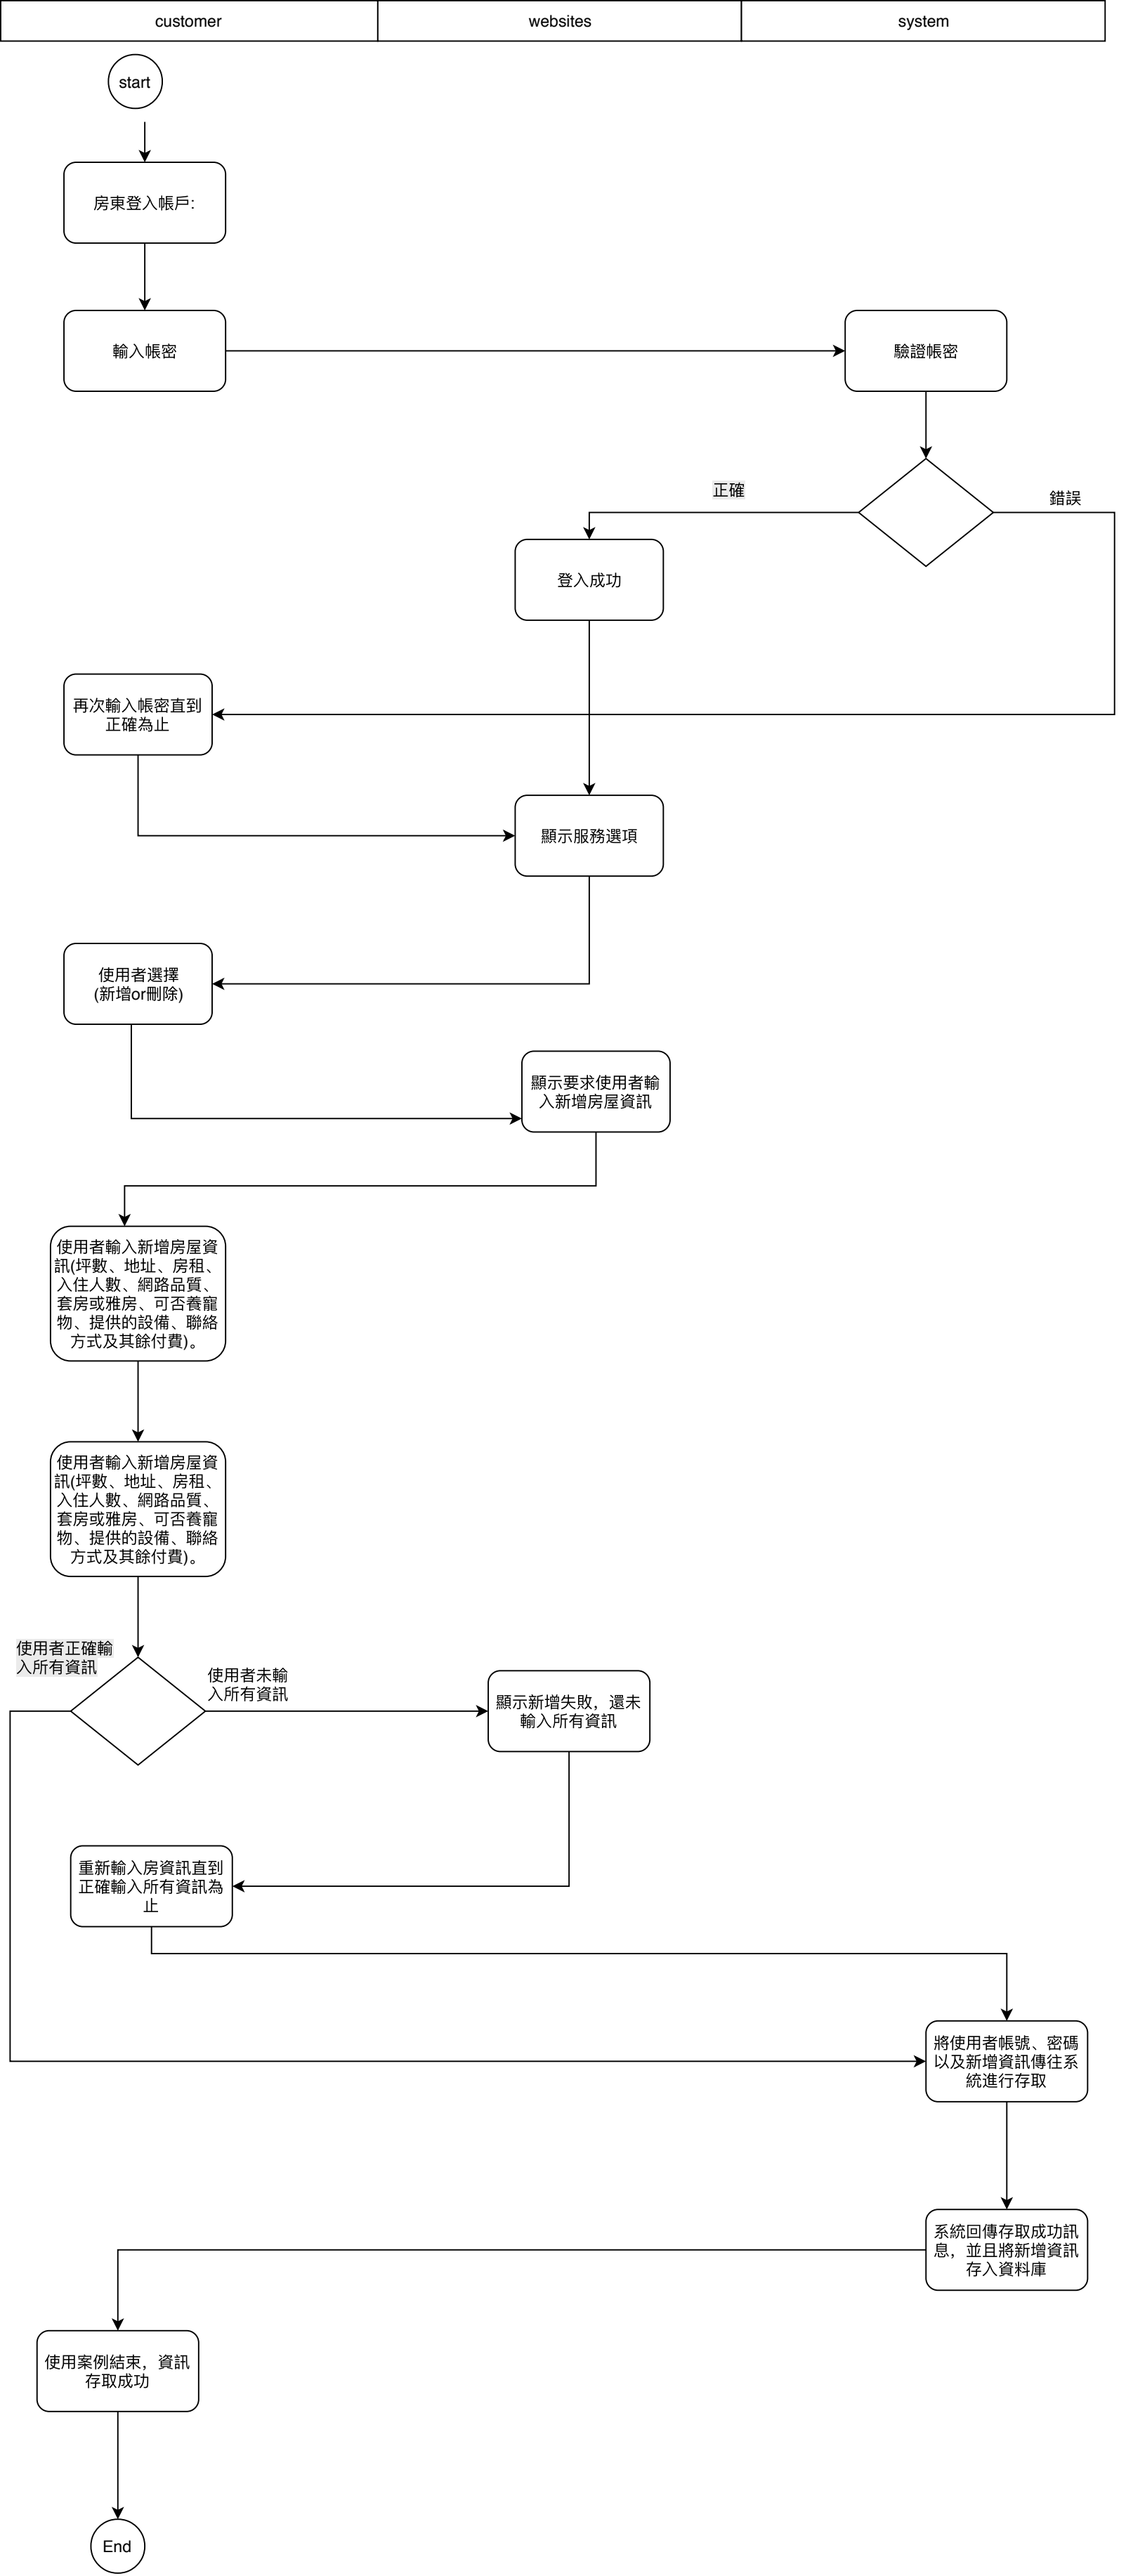 customer
websites
system
start
房東登入帳戶:
輸入帳密
驗證帳密
正確
錯誤
登入成功
再次輸入帳密直到
正確為止
顯示服務選項
使用者選擇
(新增or刪除)
顯示要求使用者輸
入新增房屋資訊
使用者輸入新增房屋資
訊(坪數、地址、房租、
入住人數、網路品質、
套房或雅房、可否養寵
物、提供的設備、聯絡
方式及其餘付費)。
使用者輸入新增房屋資
訊(坪數、地址、房租、
入住人數、網路品質、
套房或雅房、可否養寵
物、提供的設備、聯絡
方式及其餘付費)。
使用者正確輸
入所有資訊
使用者未輸
入所有資訊
顯示新增失敗，還未
輸入所有資訊
重新輸入房資訊直到
正確輸入所有資訊為
止
將使用者帳號、密碼
以及新增資訊傳往系
統進行存取
系統回傳存取成功訊
息，並且將新增資訊
存入資料庫
使用案例結束，資訊
存取成功
End